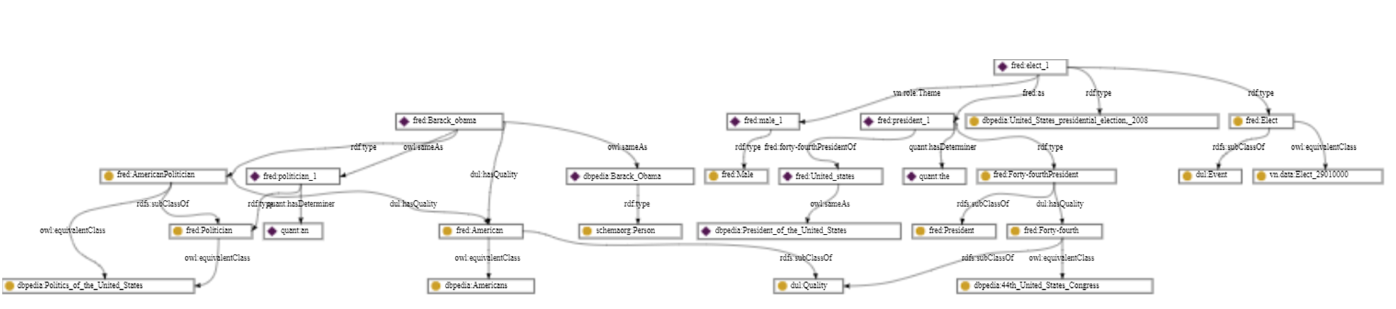 fred:elect_1
vn.role:Theme
fred:as
rdf:type
rdf:type
fred:Barack_obama
fred:male_1
fred:president_1
dbpedia:United_States_presidential_election,_2008
fred:Elect
rdf:type
owl:sameAs
owl:sameAs
rdf:type
fred:forty-fourthPresidentOf
quant:hasDeterminer
rdf:type
rdfs:subClassOf
owl:equivalentClass
fred:AmericanPolitician
fred:politician_1
dul:hasQuality
dbpedia:Barack_Obama
fred:Male
fred:United_states
quant:the
fred:Forty-fourthPresident
dul:Event
vn.data:Elect_29010000
rdfs:subClassOf
rdf:type
quant:hasDeterminer
dul:hasQuality
rdf:type
owl:sameAs
rdfs:subClassOf
dul:hasQuality
owl:equivalentClass
fred:Politician
quant:an
fred:American
schemaorg:Person
dbpedia:President_of_the_United_States
fred:President
fred:Forty-fourth
owl:equivalentClass
owl:equivalentClass
rdfs:subClassOf
rdfs:subClassOf
owl:equivalentClass
dbpedia:Politics_of_the_United_States
dbpedia:Americans
dul:Quality
dbpedia:44th_United_States_Congress